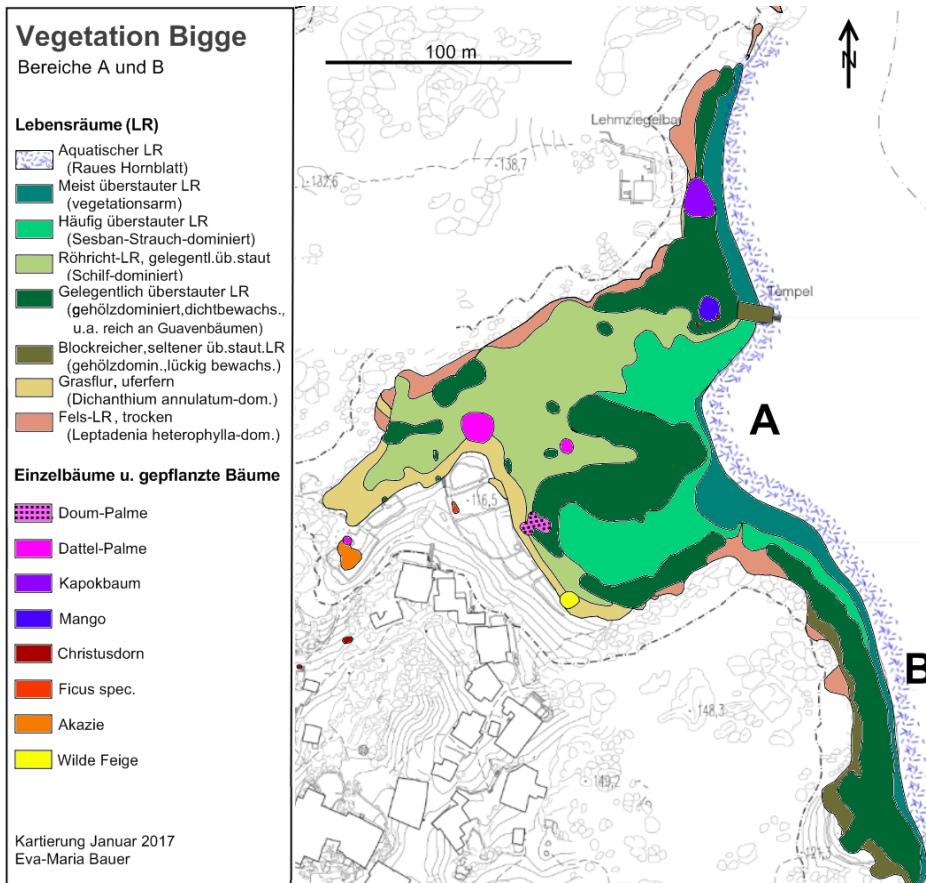 Vegetation Bigge
Bereiche A und B
Lebensräume (LR)
Aquatischer LR
(Raues Hornblatt)
Meist überstauter LR
(vegetationsarm)
Häufig überstauter LR
(Sesban-Strauch-dominiert)
Röhricht-LR, gelegentl.üb.staut
(Schilf-dominiert)
Gelegentlich überstauter LR
(gehölzdominiert,dichtbewachs.,
u.a. reich an Guavenbäumen)
Blockreicher,seltener üb.staut.LR
(gehölzdomin.,lückig bewachs.)
Grasflur, uferfern
(Dichanthium annulatum-dom.)
Fels-LR, trocken
(Leptadenia heterophylla-dom.)
Einzelbäume u. gepflanzte Bäume
Doum-Palme
Dattel-Palme
Kapokbaum
Mango
Christusdorn
Ficus spec.
Akazie
Wilde Feige
Kartierung Januar 2017
Eva-Maria Bauer
100 m
N
Lehmziegelbau
138,7
132,6
Tempel
A
116,5
B
148,3
149,2